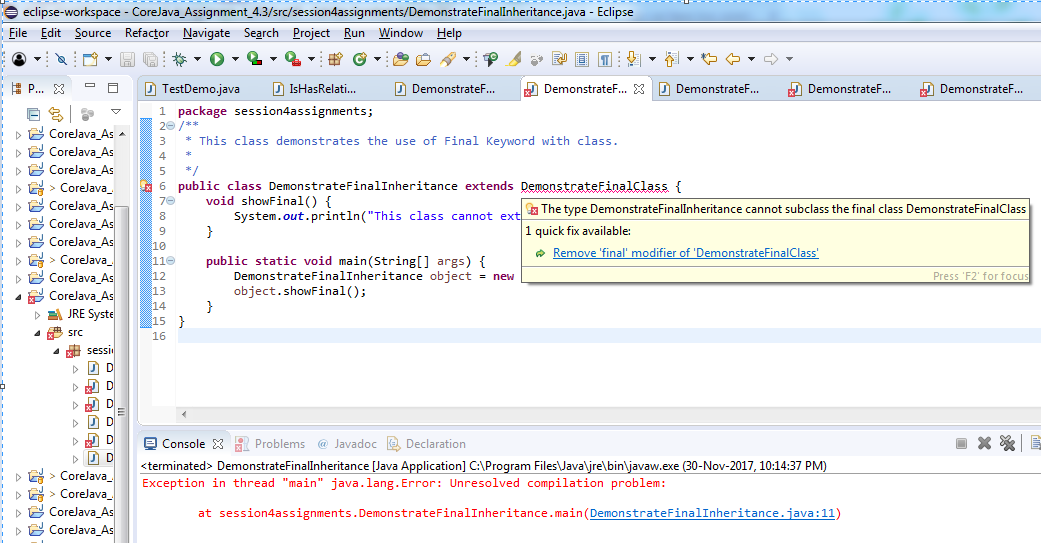 eclipse-workspace - CoreJava_Assignment_4.3/src/session4assignments/DemonstrateFinalInheritance.java - Eclipse
File Edit Source Refactor Navigate Search Project Run Window Help
P...
TestDemo.java IsHasRelati... DemonstrateF... DemonstrateF... DemonstrateF... DemonstrateF... DemonstrateF...
CoreJava_As
CoreJava_As
CoreJava_As
> CoreJava_
CoreJava_As
CoreJava_As
CoreJava_As
> CoreJava_
CoreJava_As
CoreJava_As
JRE Syste
src
sessi
D
D
D
D
D
D
> CoreJava_
> CoreJava_
CoreJava_As
CoreJava_As
1 package session4assignments;
2 /**
3 * This class demonstrates the use of Final Keyword with class.
4 *
5 */
6 public class DemonstrateFinalInheritance extends DemonstrateFinalClass {
7 void showFinal() {
8 System.out.println("This class cannot ext
9 }
10
11 public static void main(String[] args) {
12 DemonstrateFinalInheritance object = new
13 object.showFinal();
14 }
15 }
16
The type DemonstrateFinalInheritance cannot subclass the final class DemonstrateFinalClass
1 quick fix available:
Remove 'final' modifier of 'DemonstrateFinalClass'
Press 'F2' for focus
Console Problems @ Javadoc Declaration
<terminated> DemonstrateFinalInheritance [Java Application] C:\Program Files\Java\jre\bin\javaw.exe (30-Nov-2017, 10:14:37 PM)
Exception in thread "main" java.lang.Error: Unresolved compilation problem:
at session4assignments.DemonstrateFinalInheritance.main(DemonstrateFinalInheritance.java:11)